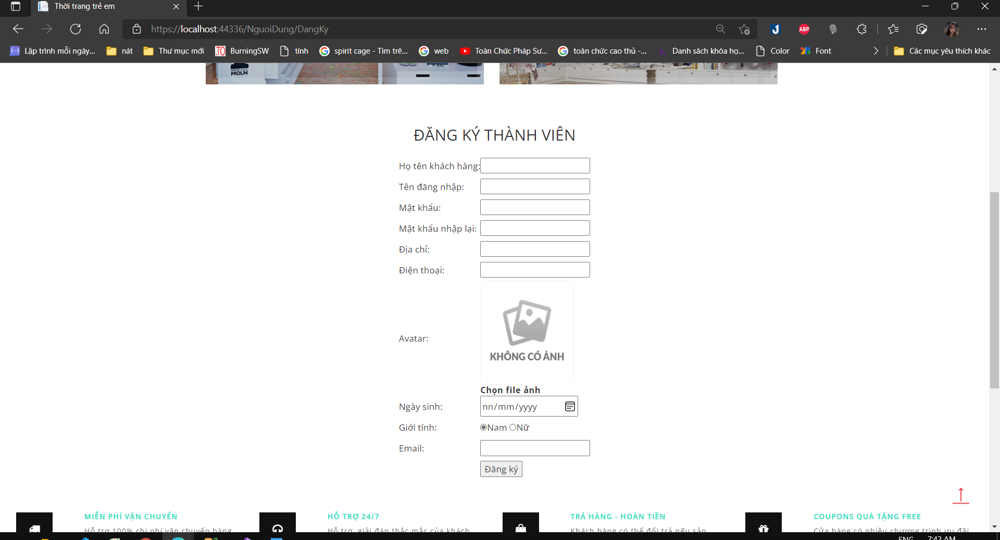 Thời trang trẻ em
https://localhost:44336/NguoiDung/DangKy
ABP
Lập trình mỗi ngày...
nát
Thư mục mới
BurningSW
tính
spirit cage - Tìm trê...
web
Toàn Chức Pháp Sư...
toàn chức cao thủ -...
Danh sách khóa họ...
Color
Font
Các mục yêu thích khác
MOLN
ĐĂNG KÝ THÀNH VIÊN
Họ tên khách hàng:
Tên đăng nhập:
Mật khẩu:
Mật khẩu nhập lại:
Địa chỉ:
Điện thoại:
Avatar:
KHÔNG CÓ ẢNH
Chọn file ảnh
Ngày sinh: nn/mm/yyyy
Giới tính: Nam Nữ
Email:
Đăng ký
MIỄN PHÍ VẬN CHUYỂN
Hỗ trợ 100% chi phí vận chuyển hàng
HỖ TRỢ 24/7
Hỗ trợ, giải đáp thắc mắc của khách
TRẢ HÀNG - HOÀN TIỀN
Khách hàng có thể đổi trả nếu sản
COUPONS QUÀ TẶNG FREE
Cửa hàng có nhiều chương trình ưu đãi
ENG
7:42 AM